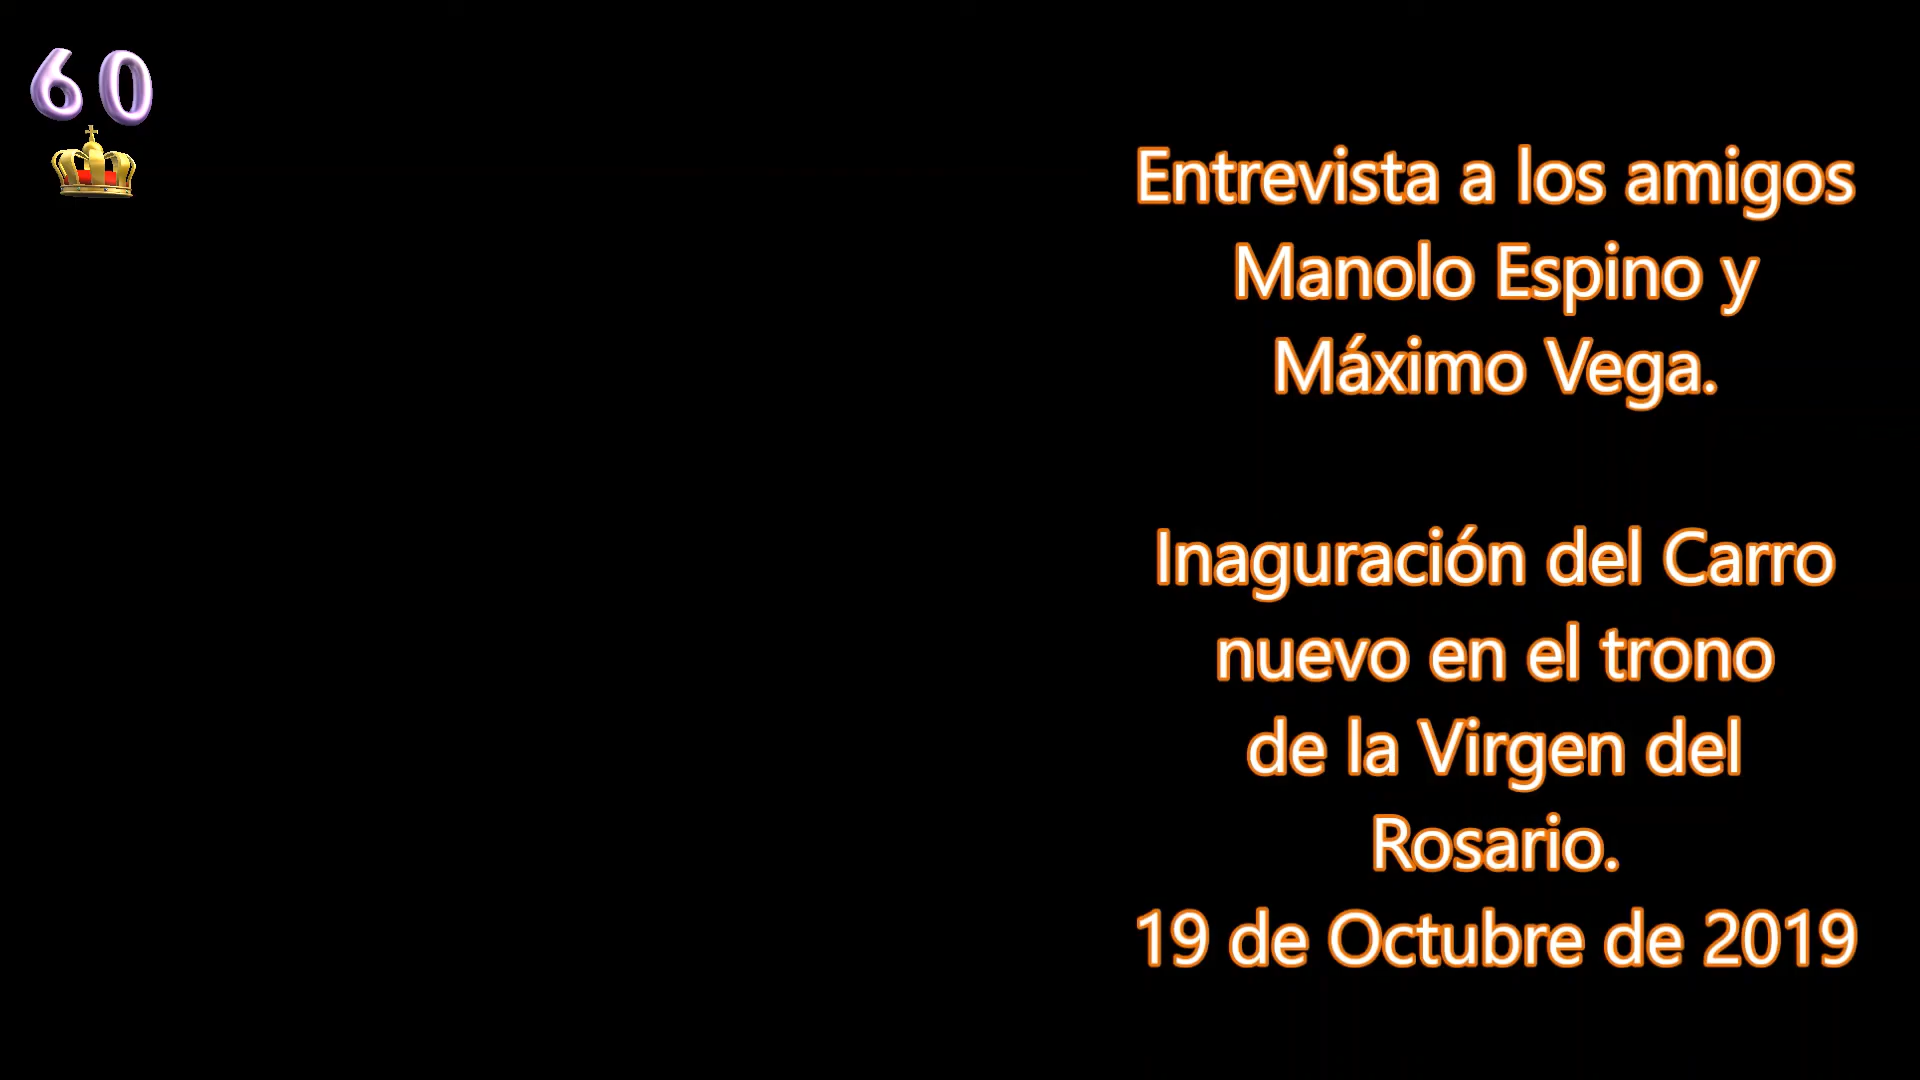 60
Entrevista a los amigos
Manolo Espino y
Máximo Vega.
Inaguración del Carro
nuevo en el trono
de la Virgen del
Rosario.
19 de Octubre de 2019